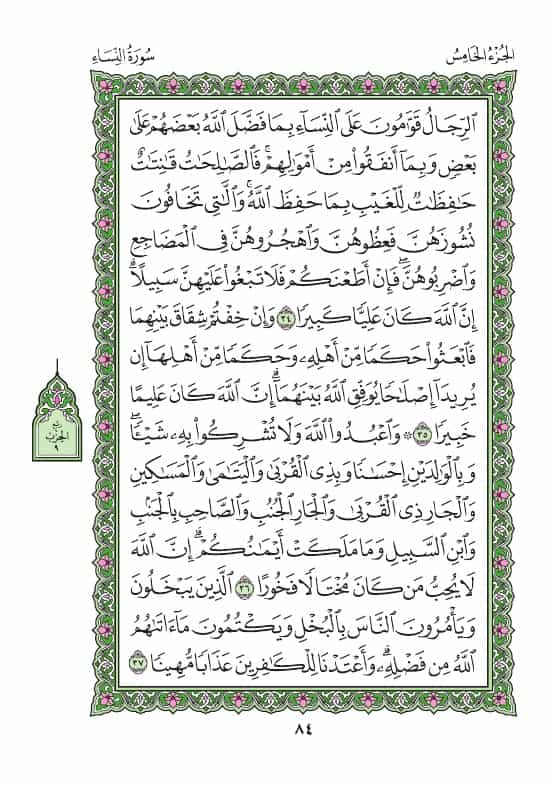 الجُزْءُ الخَامِسُ
سُورَةُ النِّسَاءِ
ٱلرِّجَالُ قَوَّٰمُونَ عَلَى ٱلنِّسَآءِ بِمَا فَضَّلَ ٱللَّهُ بَعۡضَهُمۡ عَلَىٰ
بَعۡضٖ وَبِمَآ أَنفَقُواْ مِنۡ أَمۡوَٰلِهِمۡۚ فَٱلصَّٰلِحَٰتُ قَٰنِتَٰتٌ
حَٰفِظَٰتٞ لِّلۡغَيۡبِ بِمَا حَفِظَ ٱللَّهُۚ وَٱلَّٰتِي تَخَافُونَ
نُشُوزَهُنَّ فَعِظُوهُنَّ وَٱهۡجُرُوهُنَّ فِي ٱلۡمَضَاجِعِ
وَٱضۡرِبُوهُنَّۖ فَإِنۡ أَطَعۡنَكُمۡ فَلَا تَبۡغُواْ عَلَيۡهِنَّ سَبِيلًاۗ
إِنَّ ٱللَّهَ كَانَ عَلِيّٗا كَبِيرٗا ٣٤ وَإِنۡ خِفۡتُمۡ شِقَاقَ بَيۡنِهِمَا
فَٱبۡعَثُواْ حَكَمٗا مِّنۡ أَهۡلِهِۦ وَحَكَمٗا مِّنۡ أَهۡلِهَآ إِن
يُرِيدَآ إِصۡلَٰحٗا يُوَفِّقِ ٱللَّهُ بَيۡنَهُمَآۗ إِنَّ ٱللَّهَ كَانَ عَلِيمًا
خَبِيرٗا ٣٥ ۞ وَٱعۡبُدُواْ ٱللَّهَ وَلَا تُشۡرِكُواْ بِهِۦ شَيۡـٔٗاۖ
وَبِٱلۡوَٰلِدَيۡنِ إِحۡسَٰنٗا وَبِذِي ٱلۡقُرۡبَىٰ وَٱلۡيَتَٰمَىٰ وَٱلۡمَسَٰكِينِ
وَٱلۡجَارِ ذِي ٱلۡقُرۡبَىٰ وَٱلۡجَارِ ٱلۡجُنُبِ وَٱلصَّاحِبِ بِٱلۡجَنۢبِ
وَٱبۡنِ ٱلسَّبِيلِ وَمَا مَلَكَتۡ أَيۡمَٰنُكُمۡۗ إِنَّ ٱللَّهَ
لَا يُحِبُّ مَن كَانَ مُخۡتَالٗا فَخُورًا ٣٦ ٱلَّذِينَ يَبۡخَلُونَ
وَيَأۡمُرُونَ ٱلنَّاسَ بِٱلۡبُخۡلِ وَيَكۡتُمُونَ مَآ ءَاتَىٰهُمُ
ٱللَّهُ مِن فَضۡلِهِۦۗ وَأَعۡتَدۡنَا لِلۡكَٰفِرِينَ عَذَابٗا مُّهِينٗا ٣٧
ربع
الحزب
٩
٨٤